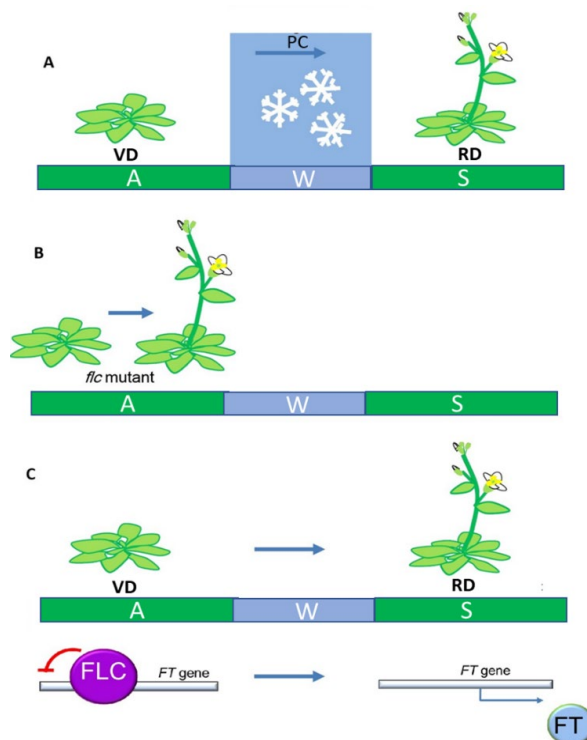 PC
A
VD
RD
A W S
B
flc mutant
A W S
C
VD
RD
A W S
FLC
FT gene
FT gene
FT